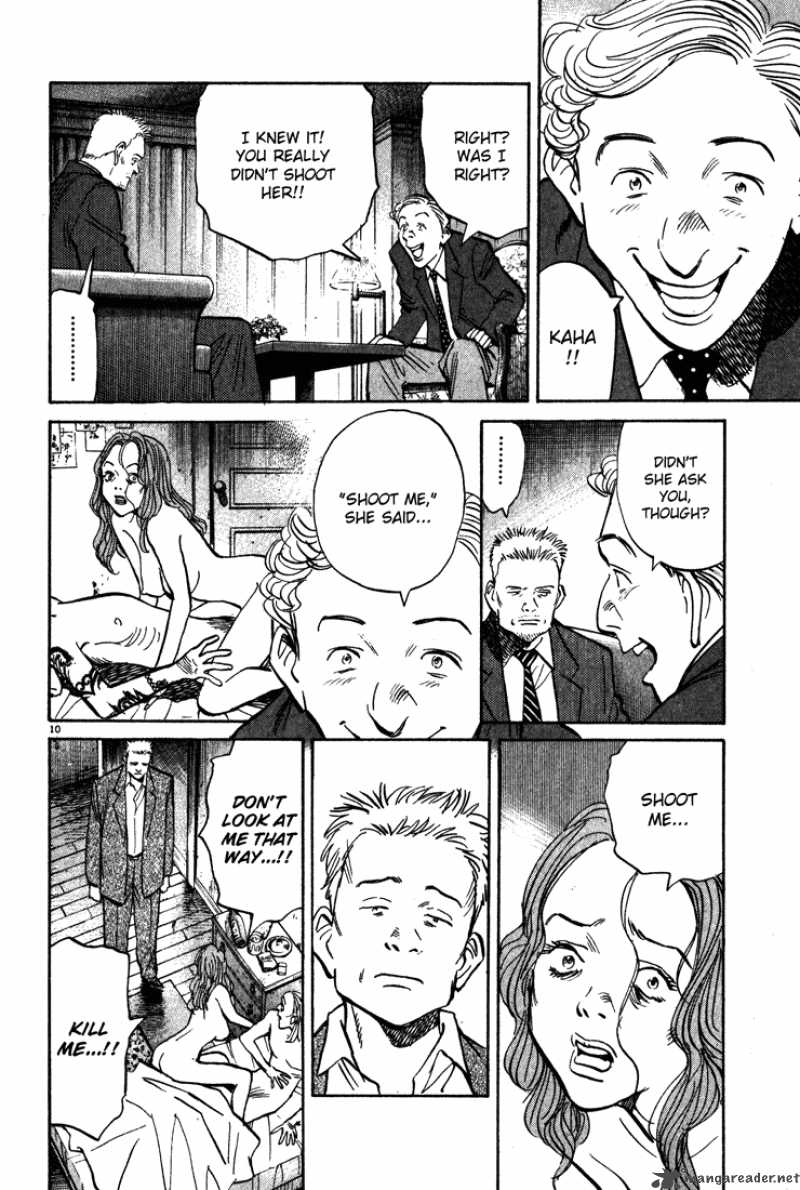 RIGHT?
WAS I
RIGHT?
I KNEW IT!
YOU REALLY
DIDN'T SHOOT
HER!!
..........
KAHA
!!
DIDN'T
SHE ASK
YOU,
THOUGH?
.........
"SHOOT ME,"
SHE SAID...
10
SHOOT
ME...
DON'T
LOOK AT
ME THAT
WAY...!!
KILL
ME...!!
mangareader.net